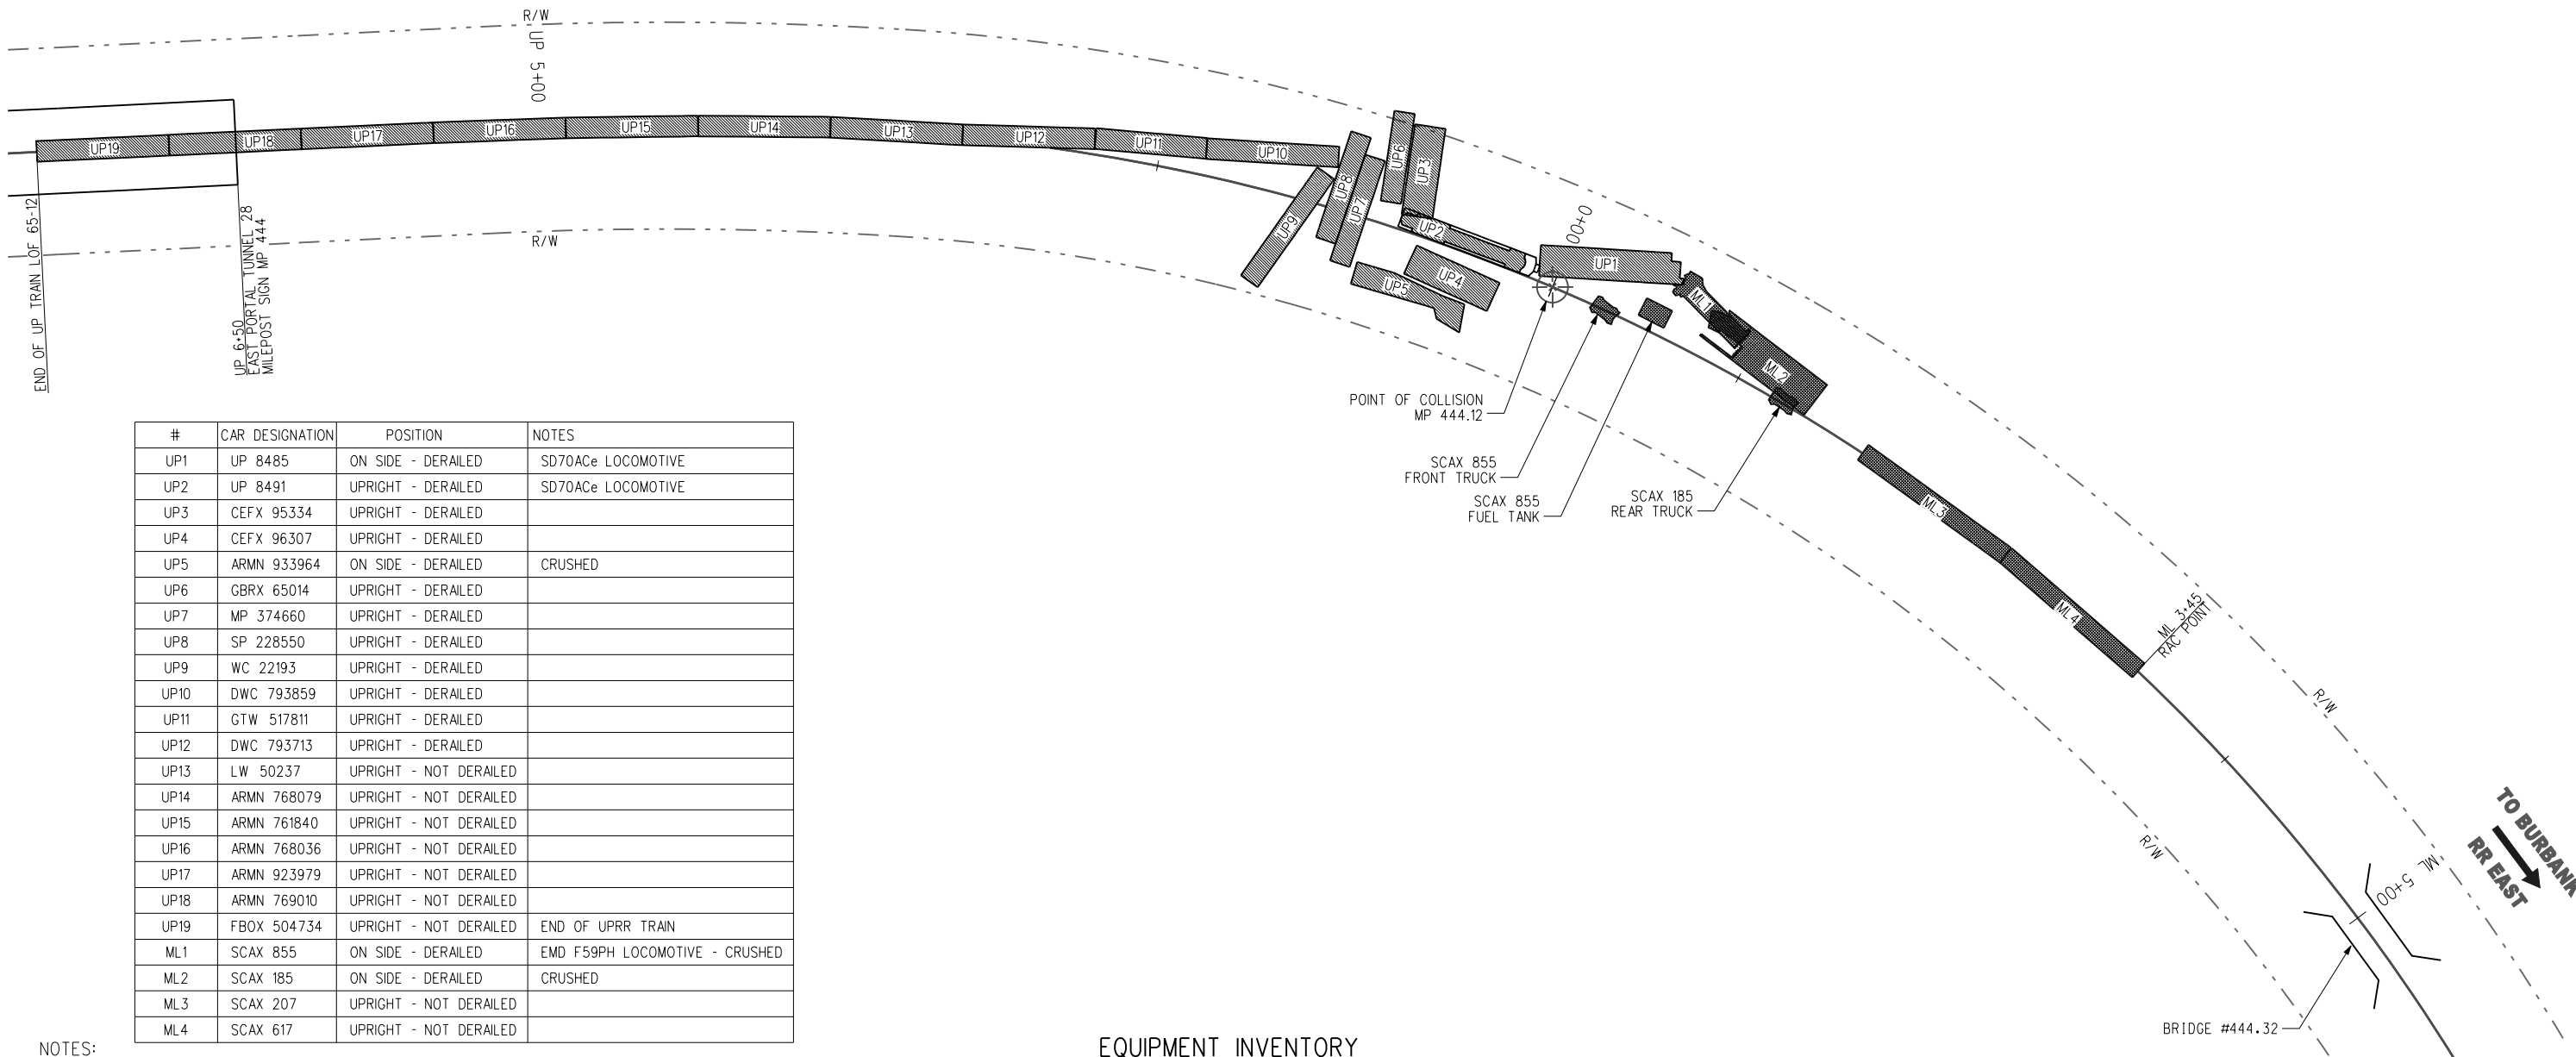 R/W
UP 5+00
UP19
UP18
UP17
UP16
UP15
UP14
UP13
UP12
UP11
UP10
UP9
UP8
UP7
UP6
UP3
UP2
UP4
UP5
0+00
UP1
ML1
ML2
ML3
ML4
R/W
END OF UP TRAIN LOF 65-12
UP 6+50
EAST PORTAL TUNNEL 28
MILEPOST SIGN MP 444
POINT OF COLLISION
MP 444.12
SCAX 855
FRONT TRUCK
SCAX 855
FUEL TANK
SCAX 185
REAR TRUCK
ML 3+45
RAC POINT
R/W
R/W
TO BURBANK
RR EAST
ML 5+00
BRIDGE #444.32
# CAR DESIGNATION POSITION NOTES
UP1 UP 8485 ON SIDE - DERAILED SD70ACe LOCOMOTIVE
UP2 UP 8491 UPRIGHT - DERAILED SD70ACe LOCOMOTIVE
UP3 CEFX 95334 UPRIGHT - DERAILED
UP4 CEFX 96307 UPRIGHT - DERAILED
UP5 ARMN 933964 ON SIDE - DERAILED CRUSHED
UP6 GBRX 65014 UPRIGHT - DERAILED
UP7 MP 374660 UPRIGHT - DERAILED
UP8 SP 228550 UPRIGHT - DERAILED
UP9 WC 22193 UPRIGHT - DERAILED
UP10 DWC 793859 UPRIGHT - DERAILED
UP11 GTW 517811 UPRIGHT - DERAILED
UP12 DWC 793713 UPRIGHT - DERAILED
UP13 LW 50237 UPRIGHT - NOT DERAILED
UP14 ARMN 768079 UPRIGHT - NOT DERAILED
UP15 ARMN 761840 UPRIGHT - NOT DERAILED
UP16 ARMN 768036 UPRIGHT - NOT DERAILED
UP17 ARMN 923979 UPRIGHT - NOT DERAILED
UP18 ARMN 769010 UPRIGHT - NOT DERAILED
UP19 FBOX 504734 UPRIGHT - NOT DERAILED END OF UPRR TRAIN
ML1 SCAX 855 ON SIDE - DERAILED EMD F59PH LOCOMOTIVE - CRUSHED
ML2 SCAX 185 ON SIDE - DERAILED CRUSHED
ML3 SCAX 207 UPRIGHT - NOT DERAILED
ML4 SCAX 617 UPRIGHT - NOT DERAILED
NOTES:
EQUIPMENT INVENTORY